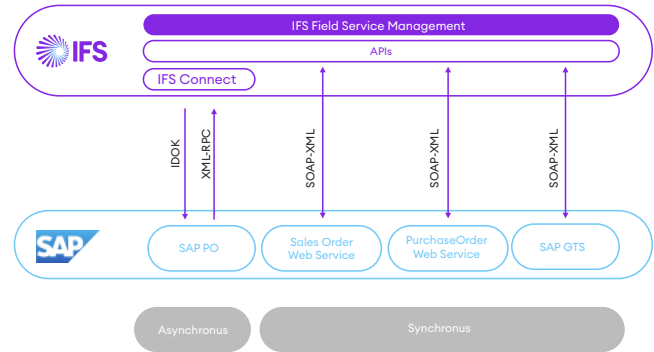 IFS Field Service Management
IFS
APIs
IFS Connect
IDOK
XML-RPC
SOAP-XML
SOAP-XML
SOAP-XML
SAP
SAP PO
Sales Order
Web Service
PurchaseOrder
Web Service
SAP GTS
Asynchronus
Synchronus